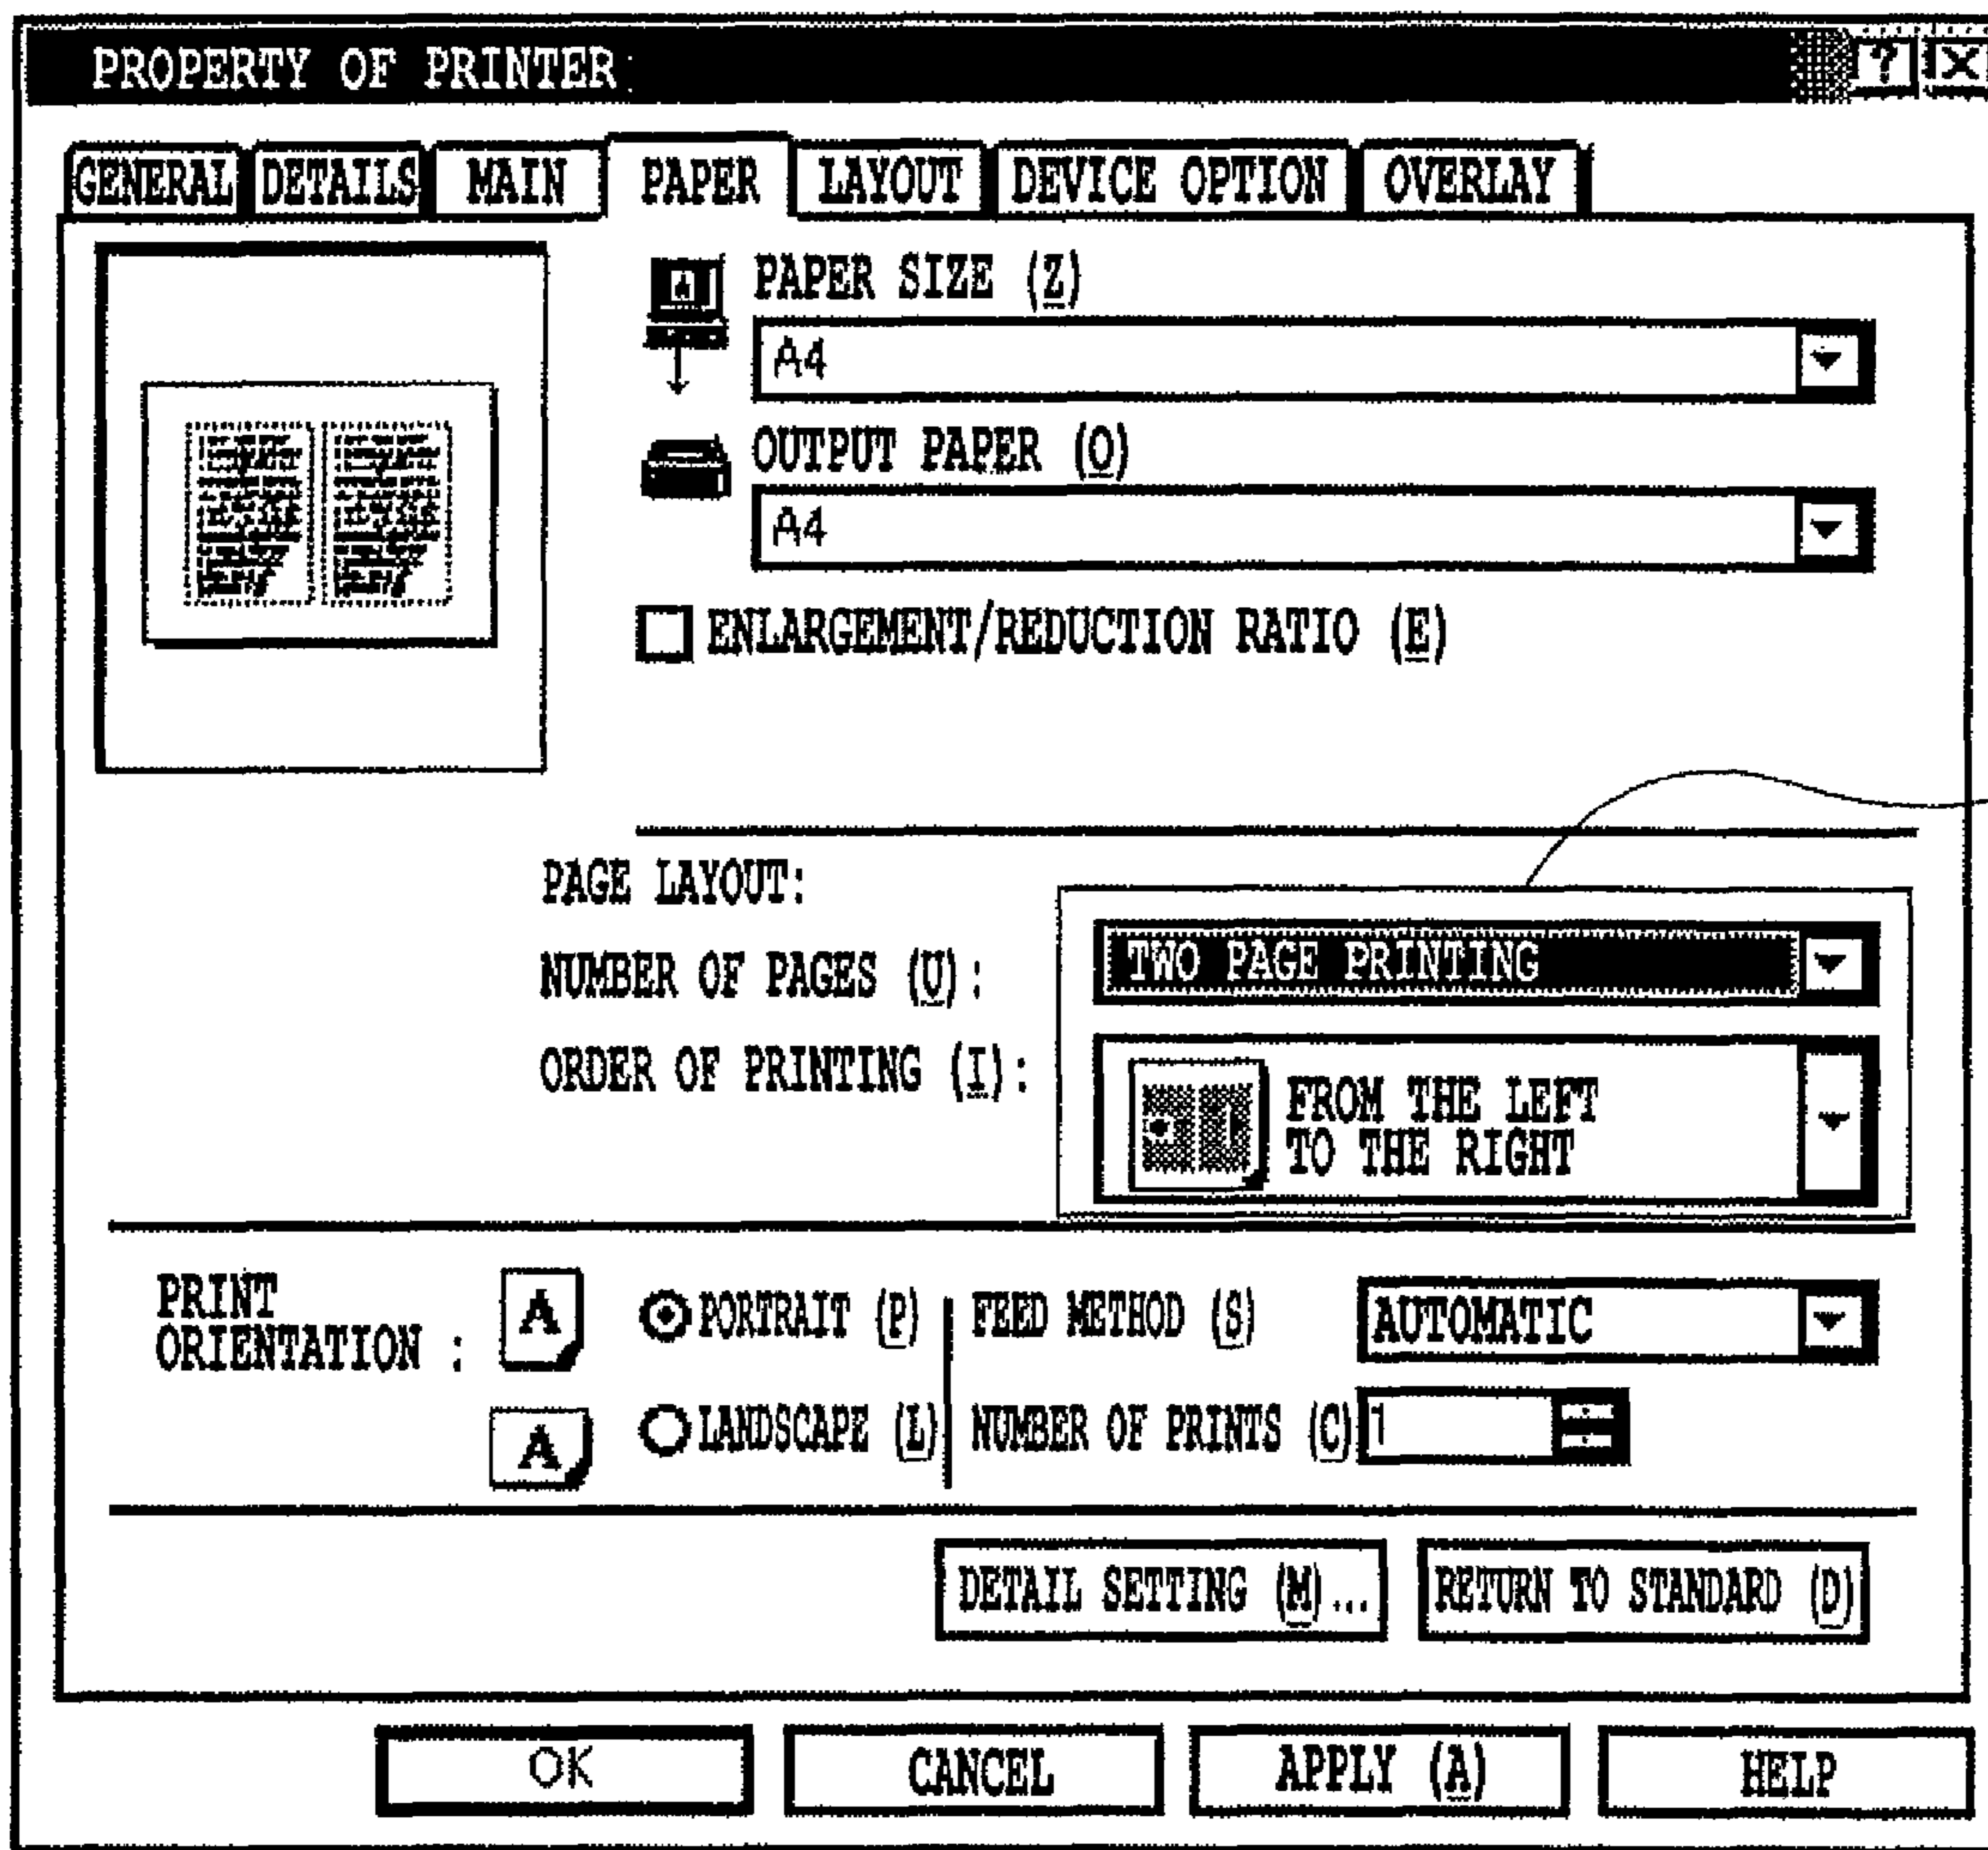 PROPERTY OF PRINTER
? X
GENERAL DETAILS MAIN PAPER LAYOUT DEVICE OPTION OVERLAY
PAPER SIZE (Z)
A4
OUTPUT PAPER (O)
A4
ENLARGEMENT/REDUCTION RATIO (E)
PAGE LAYOUT:
NUMBER OF PAGES (U): TWO PAGE PRINTING
ORDER OF PRINTING (I): FROM THE LEFT
TO THE RIGHT
PRINT
ORIENTATION :
A PORTRAIT (P) FEED METHOD (S) AUTOMATIC
A LANDSCAPE (L) NUMBER OF PRINTS (C) 1
DETAIL SETTING (M)... RETURN TO STANDARD (D)
OK CANCEL APPLY (A) HELP